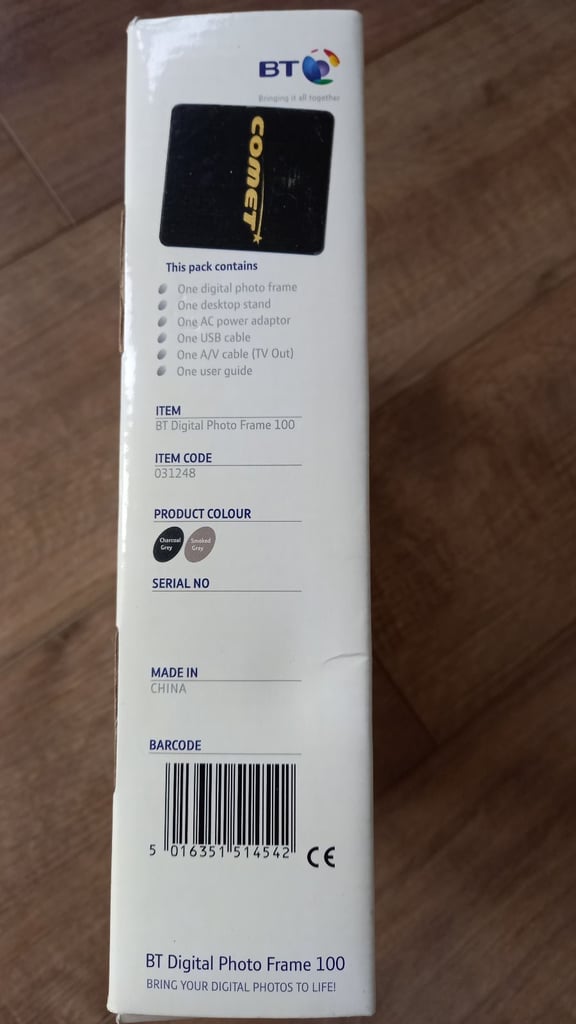 BT
Bringing it all together
COMET
This pack contains
One digital photo frame
One desktop stand
One AC power adaptor
One USB cable
One A/V cable (TV Out)
One user guide
ITEM
BT Digital Photo Frame 100
ITEM CODE
031248
PRODUCT COLOUR
Charcoal Grey
Smoked Grey
SERIAL NO
MADE IN
CHINA
BARCODE
5 016351 514542
CE
BT Digital Photo Frame 100
BRING YOUR DIGITAL PHOTOS TO LIFE!